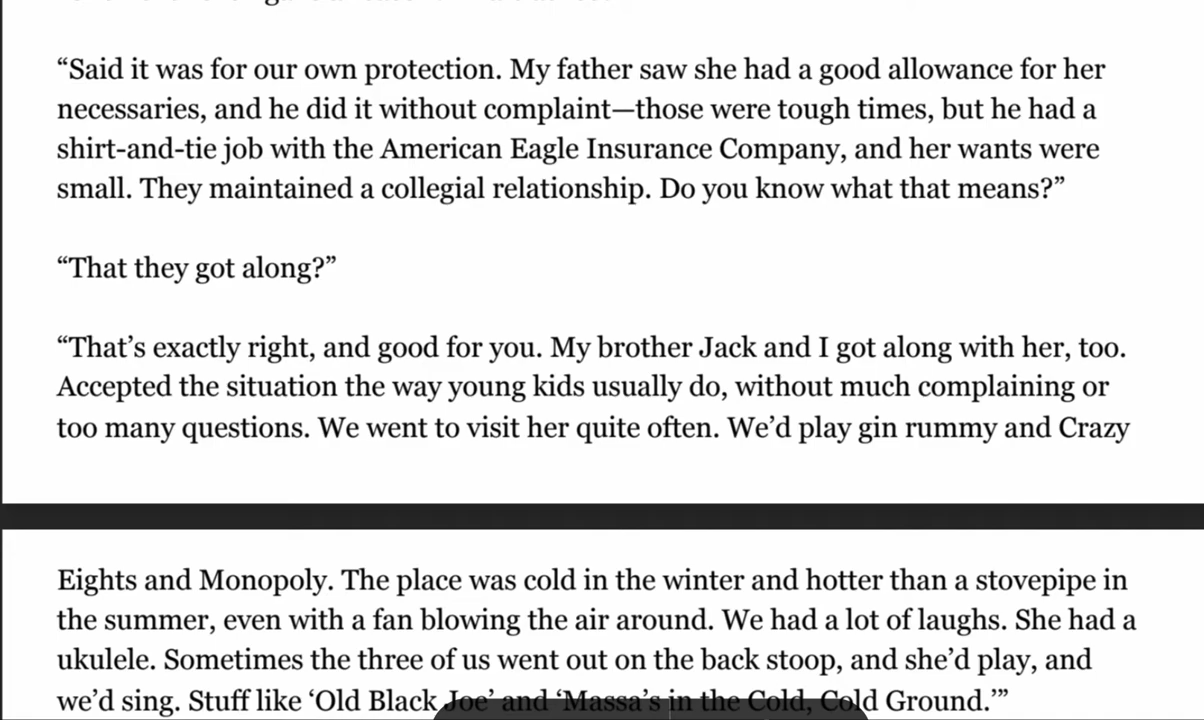 “Said it was for our own protection. My father saw she had a good allowance for her
necessaries, and he did it without complaint—those were tough times, but he had a
shirt-and-tie job with the American Eagle Insurance Company, and her wants were
small. They maintained a collegial relationship. Do you know what that means?”
“That they got along?”
“That’s exactly right, and good for you. My brother Jack and I got along with her, too.
Accepted the situation the way young kids usually do, without much complaining or
too many questions. We went to visit her quite often. We’d play gin rummy and Crazy
Eights and Monopoly. The place was cold in the winter and hotter than a stovepipe in
the summer, even with a fan blowing the air around. We had a lot of laughs. She had a
ukulele. Sometimes the three of us went out on the back stoop, and she’d play, and
we’d sing. Stuff like ‘Old Black Joe’ and ‘Massa’s in the Cold, Cold Ground.’”